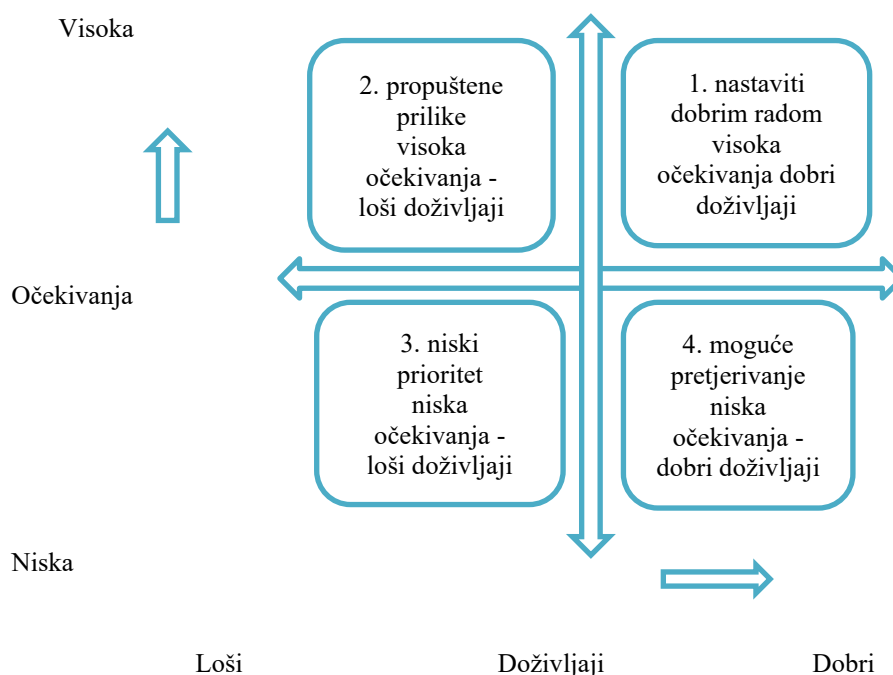 Visoka
2. propuštene
prilike
visoka
očekivanja -
loši doživljaji
1. nastaviti
dobrim radom
visoka
očekivanja dobri
doživljaji
Očekivanja
3. niski
prioritet
niska
očekivanja -
loši doživljaji
4. moguće
pretjerivanje
niska
očekivanja -
dobri doživljaji
Niska
Loši
Doživljaji
Dobri